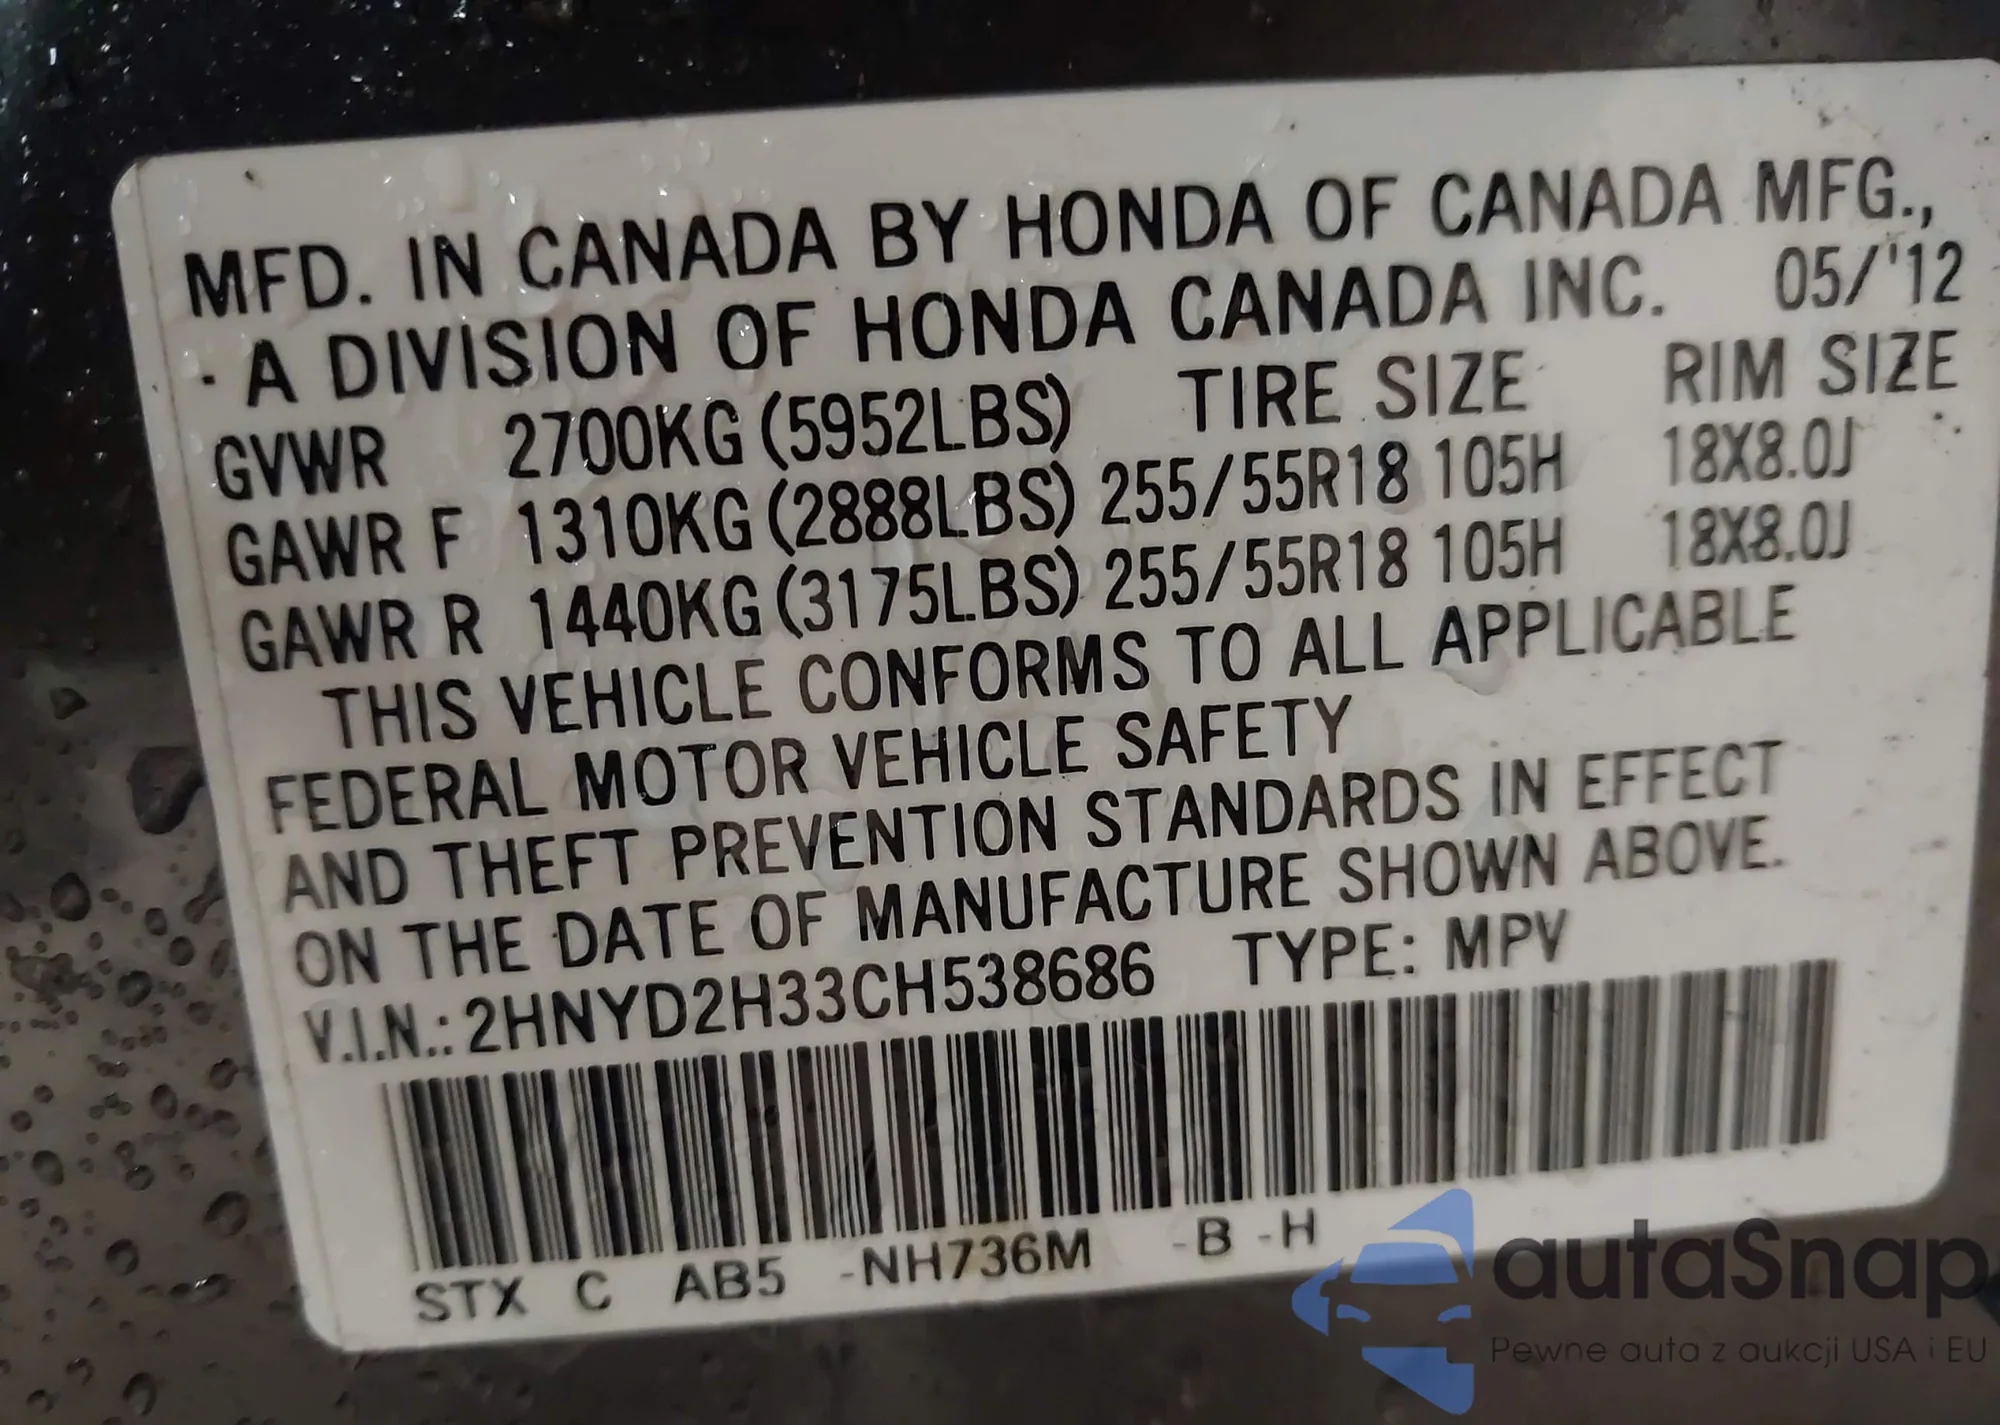 MFD. IN CANADA BY HONDA OF CANADA MFG.,
A DIVISION OF HONDA CANADA INC. 05/'12
GVWR 2700KG (5952LBS) TIRE SIZE RIM SIZE
GAWR F 1310KG (2888LBS) 255/55R18 105H 18X8.0J
GAWR R 1440KG (3175LBS) 255/55R18 105H 18X8.0J
THIS VEHICLE CONFORMS TO ALL APPLICABLE
FEDERAL MOTOR VEHICLE SAFETY
AND THEFT PREVENTION STANDARDS IN EFFECT
ON THE DATE OF MANUFACTURE SHOWN ABOVE.
V.I.N.: 2HNYD2H33CH538686 TYPE: MPV
STX C AB5 -NH736M -B -H
autaSnap
Pewne auta z aukcji USA i EU